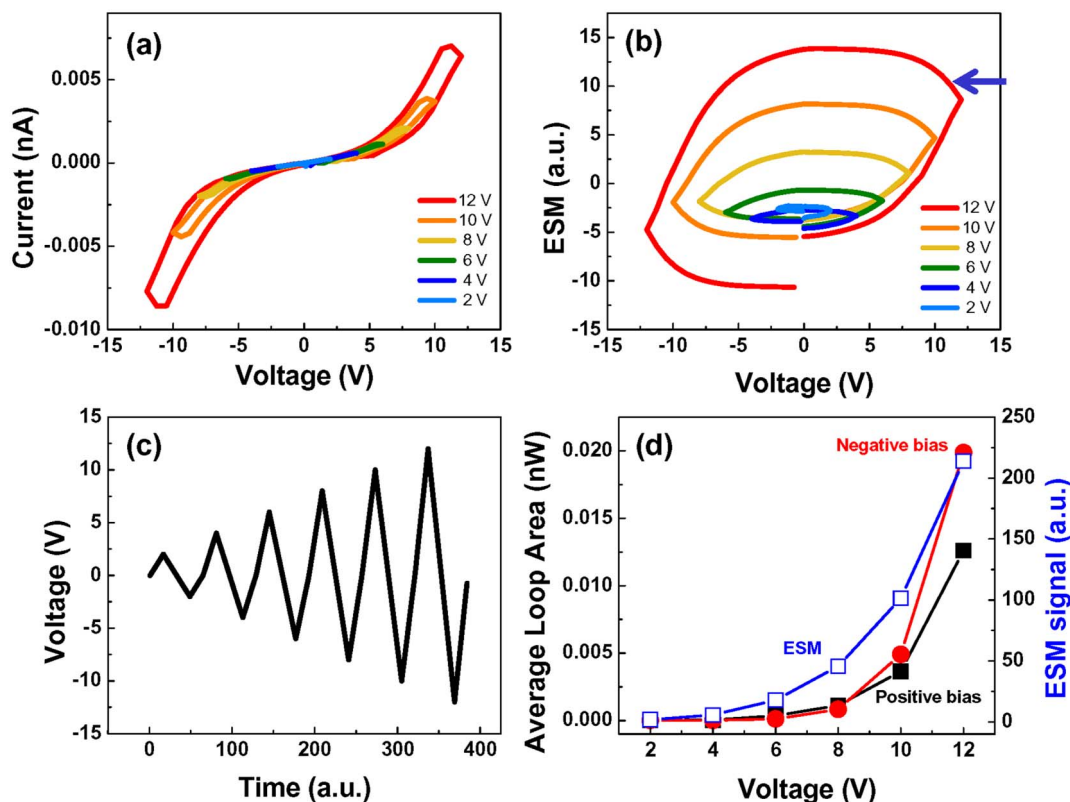 (a)
Current (nA)
0.005
0.000
-0.005
-0.010
12 V
10 V
8 V
6 V
4 V
2 V
-15 -10 -5 0 5 10 15
Voltage (V)
(b)
ESM (a.u.)
15
10
5
0
-5
-10
-15
12 V
10 V
8 V
6 V
4 V
2 V
-15 -10 -5 0 5 10 15
Voltage (V)
(c)
Voltage (V)
15
10
5
0
-5
-10
-15
0 100 200 300 400
Time (a.u.)
(d)
Average Loop Area (nW)
0.020
0.015
0.010
0.005
0.000
Negative bias
ESM
Positive bias
250
200
150
100
50
0
ESM signal (a.u.)
2 4 6 8 10 12
Voltage (V)